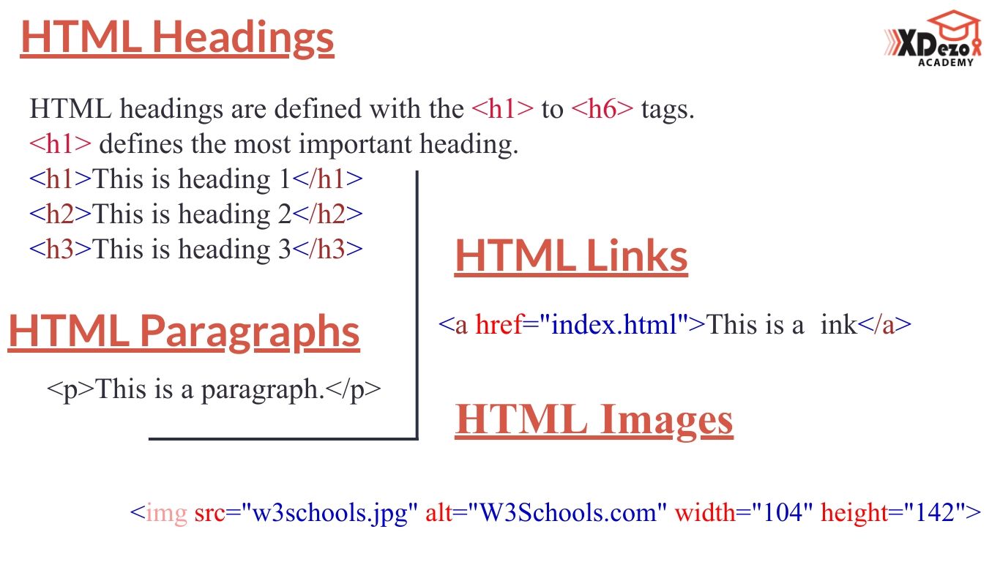 HTML Headings
XDezo
ACADEMY
HTML headings are defined with the <h1> to <h6> tags.
<h1> defines the most important heading.
<h1>This is heading 1</h1>
<h2>This is heading 2</h2>
<h3>This is heading 3</h3>
HTML Paragraphs
<p>This is a paragraph.</p>
HTML Links
<a href="index.html">This is a  ink</a>
HTML Images
<img src="w3schools.jpg" alt="W3Schools.com" width="104" height="142">